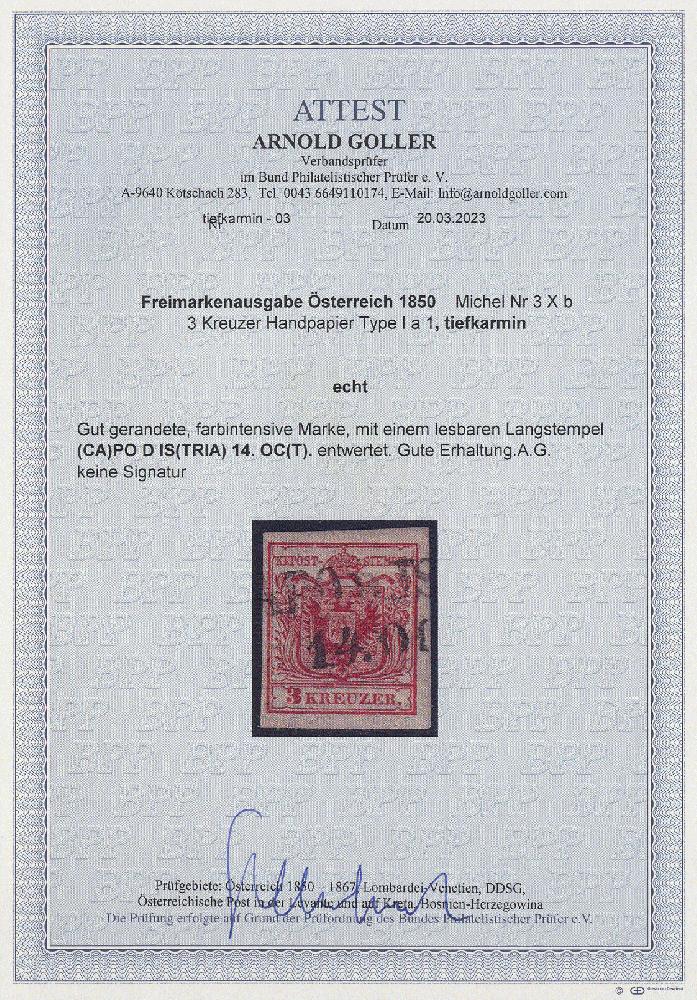 ATTEST
ARNOLD GOLLER
Verbandsprüfer
im Bund Philatelistischer Prüfer e. V.
A-9640 Kötschach 283, Tel. 0043 6649110174, E-Mail: Info@arnoldgoller.com
tiefkarmin - 03
Nr.
Datum 20.03.2023
Freimarkenausgabe Österreich 1850 Michel Nr 3 X b
3 Kreuzer Handpapier Type I a 1, tiefkarmin
echt
Gut gerandete, farbintensive Marke, mit einem lesbaren Langstempel
(CA)PO D IS(TRIA) 14. OC(T). entwertet. Gute Erhaltung.A.G.
keine Signatur
KKPOST-STEMP
14.OC
3 KREUZER.
Prüfgebiete: Österreich 1850 - 1867, Lombardei-Venetien, DDSG,
Österreichische Post in der Levante und auf Kreta, Bosnien-Herzegowina
Die Prüfung erfolgte auf Grund der Prüfordnung des Bundes Philatelistischer Prüfer e.V.